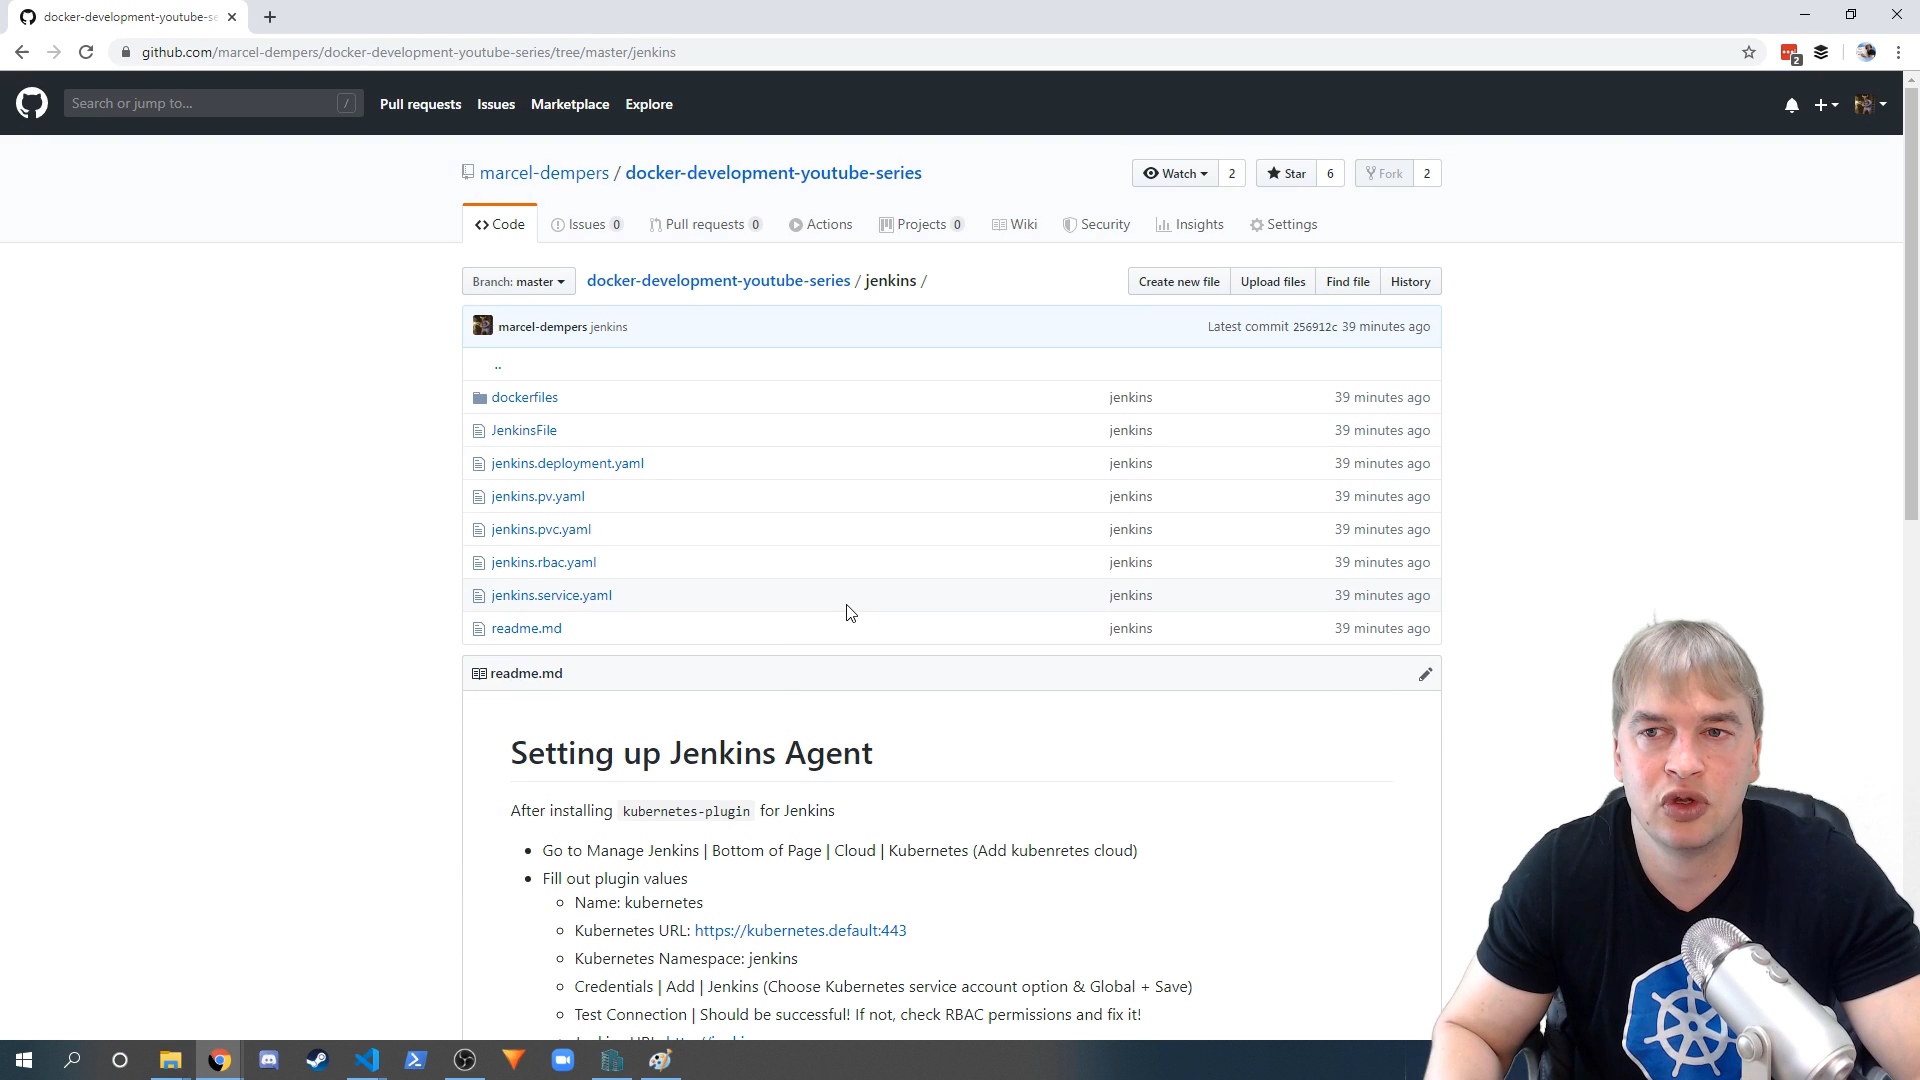 docker-development-youtube-se
github.com/marcel-dempers/docker-development-youtube-series/tree/master/jenkins
2
Search or jump to... /
Pull requests Issues Marketplace Explore
marcel-dempers / docker-development-youtube-series
Watch 2 Star 6 Fork 2
Code Issues 0 Pull requests 0 Actions Projects 0 Wiki Security Insights Settings
Branch: master docker-development-youtube-series / jenkins /
Create new file Upload files Find file History
marcel-dempers jenkins Latest commit 256912c 39 minutes ago
..
dockerfiles jenkins 39 minutes ago
JenkinsFile jenkins 39 minutes ago
jenkins.deployment.yaml jenkins 39 minutes ago
jenkins.pv.yaml jenkins 39 minutes ago
jenkins.pvc.yaml jenkins 39 minutes ago
jenkins.rbac.yaml jenkins 39 minutes ago
jenkins.service.yaml jenkins 39 minutes ago
readme.md jenkins 39 minutes ago
readme.md
Setting up Jenkins Agent
After installing kubernetes-plugin for Jenkins
Go to Manage Jenkins | Bottom of Page | Cloud | Kubernetes (Add kubenretes cloud)
Fill out plugin values
Name: kubernetes
Kubernetes URL: https://kubernetes.default:443
Kubernetes Namespace: jenkins
Credentials | Add | Jenkins (Choose Kubernetes service account option & Global + Save)
Test Connection | Should be successful! If not, check RBAC permissions and fix it!